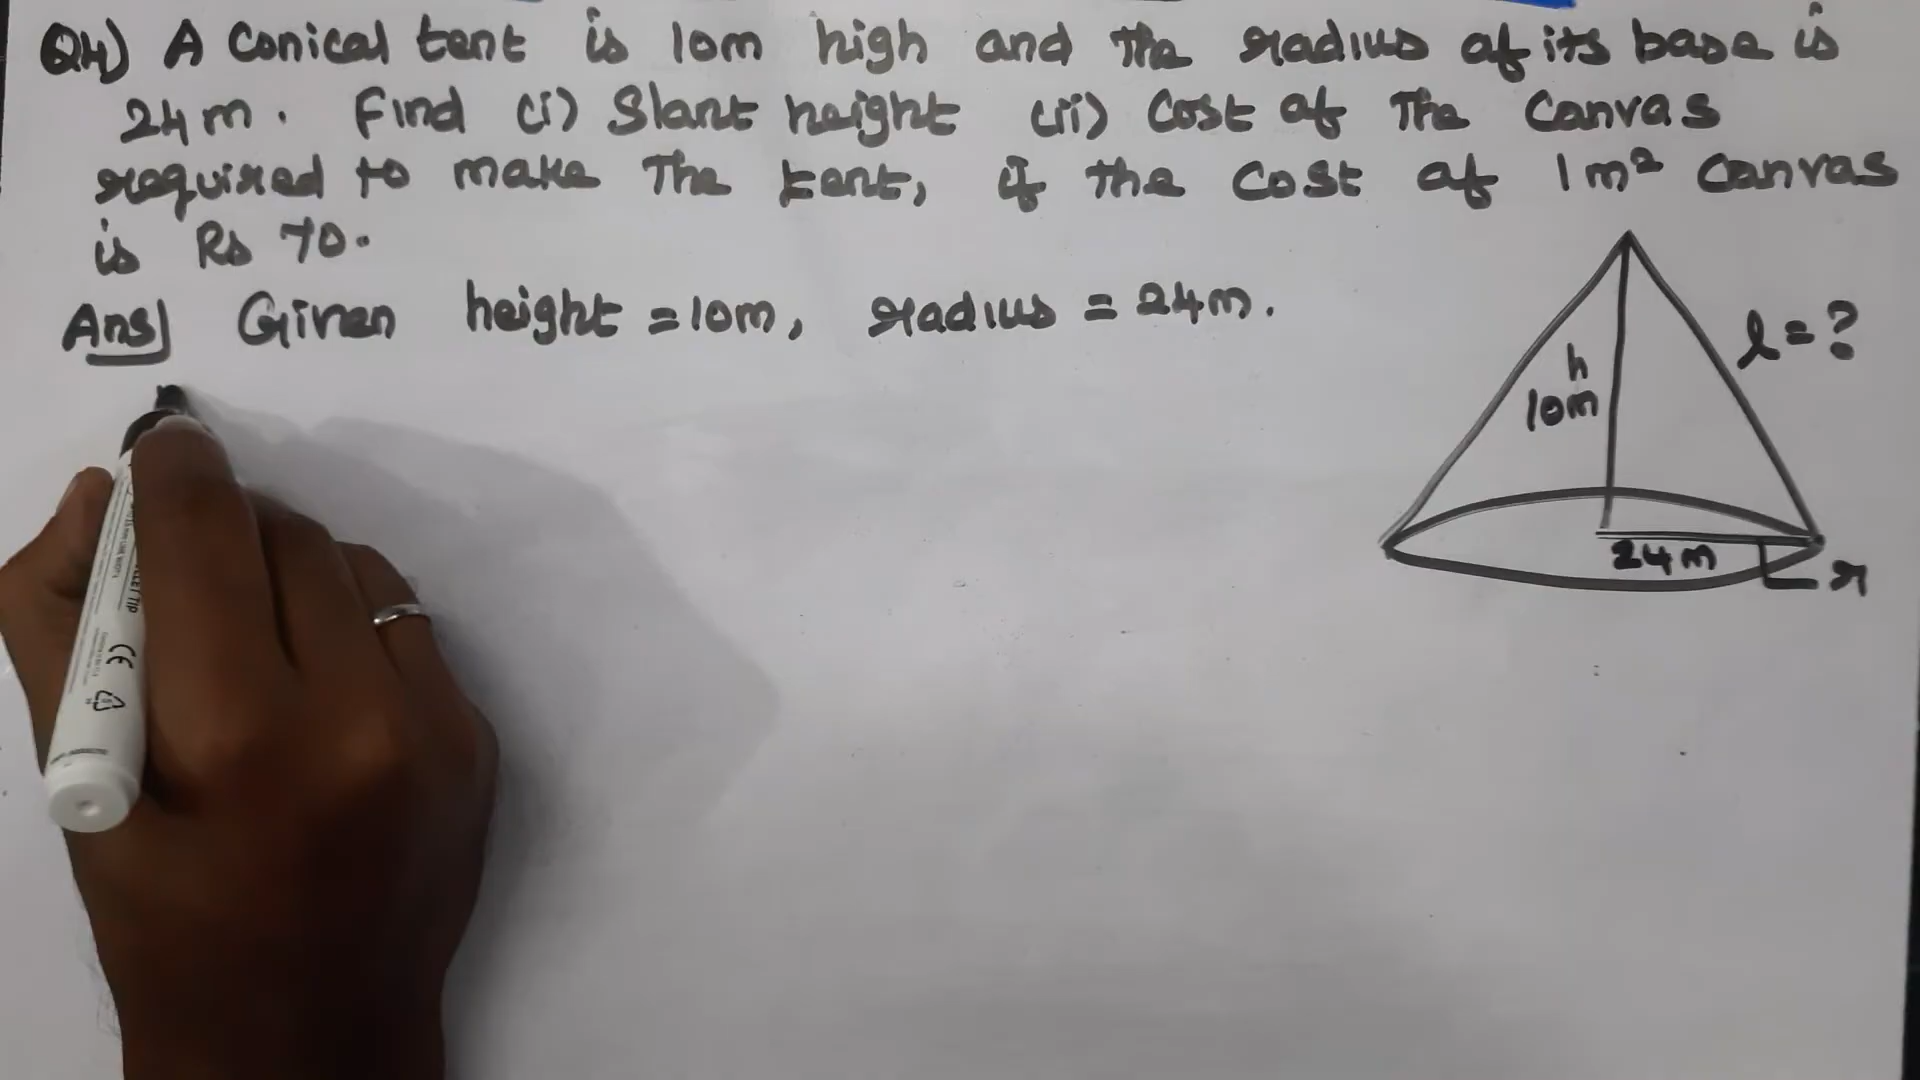 Q4) A Conical tent is 10m high and The radius of its base is
24m. Find (i) Slant height (ii) Cost of The Canvas
required to make The tent, if the cost of 1m² Canvas
is Rs 70.
Ans) Given height = 10m, radius = 24m.
l = ?
h
10m
24m
r
CE